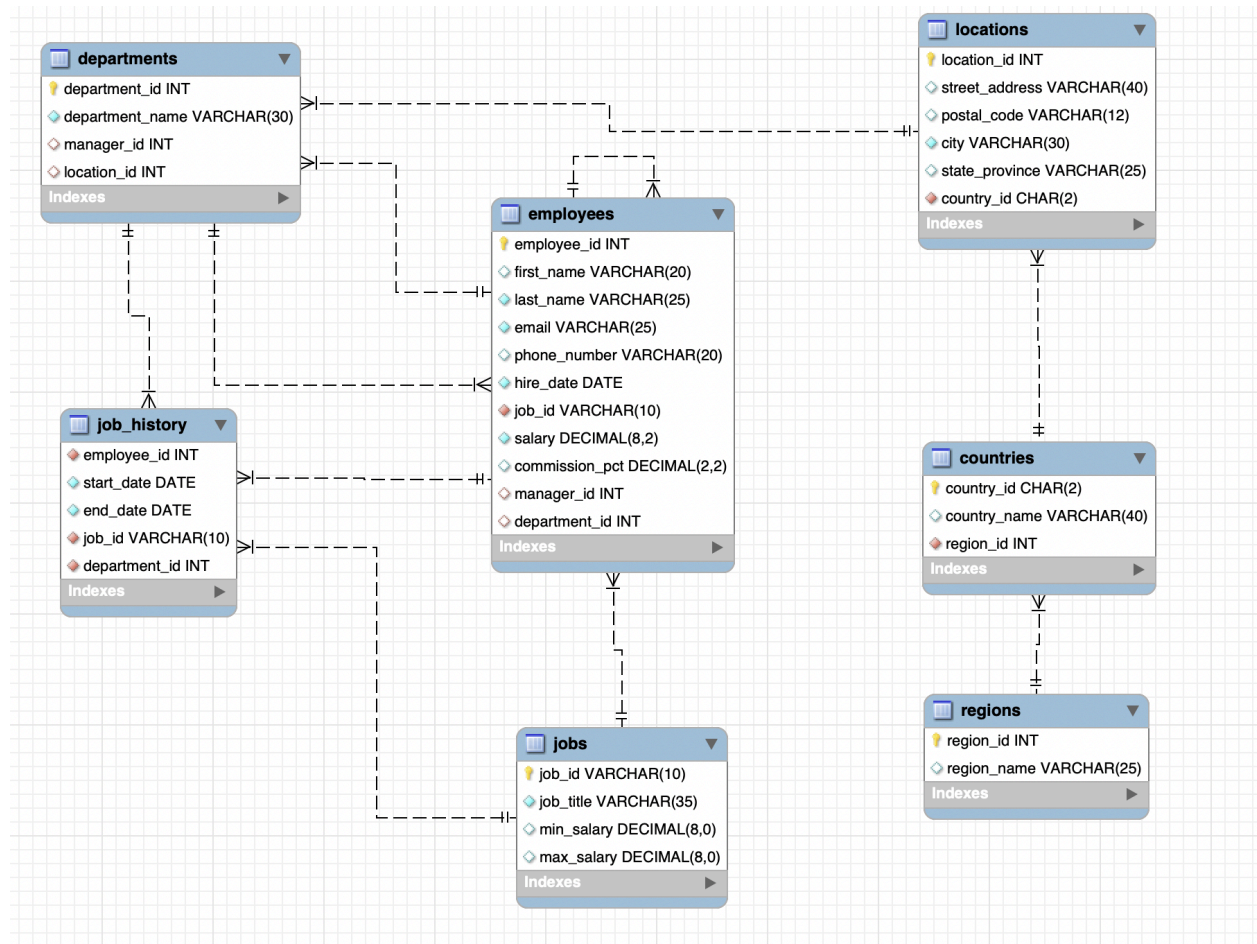 departments
department_id INT
department_name VARCHAR(30)
manager_id INT
location_id INT
Indexes
locations
location_id INT
street_address VARCHAR(40)
postal_code VARCHAR(12)
city VARCHAR(30)
state_province VARCHAR(25)
country_id CHAR(2)
Indexes
employees
employee_id INT
first_name VARCHAR(20)
last_name VARCHAR(25)
email VARCHAR(25)
phone_number VARCHAR(20)
hire_date DATE
job_id VARCHAR(10)
salary DECIMAL(8,2)
commission_pct DECIMAL(2,2)
manager_id INT
department_id INT
Indexes
job_history
employee_id INT
start_date DATE
end_date DATE
job_id VARCHAR(10)
department_id INT
Indexes
countries
country_id CHAR(2)
country_name VARCHAR(40)
region_id INT
Indexes
regions
region_id INT
region_name VARCHAR(25)
Indexes
jobs
job_id VARCHAR(10)
job_title VARCHAR(35)
min_salary DECIMAL(8,0)
max_salary DECIMAL(8,0)
Indexes